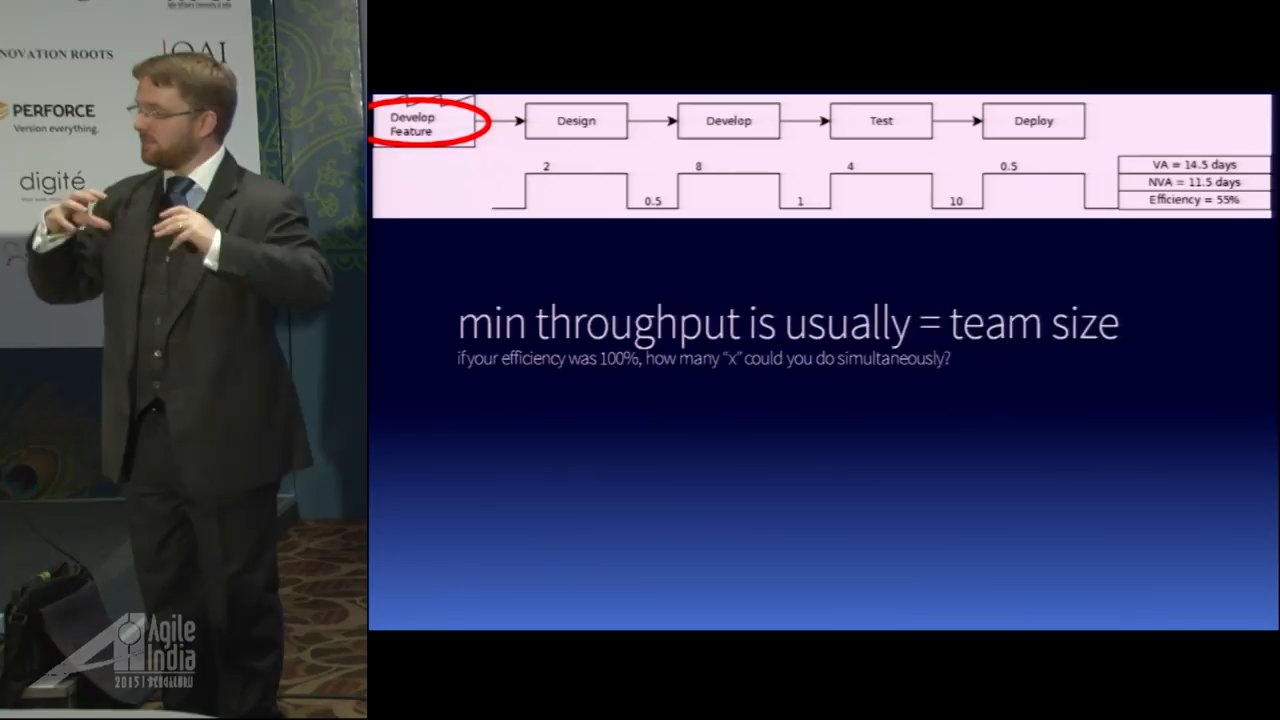 NOVATION ROOTS
PERFORCE
Version everything.
digité
Develop
Feature
Design
Develop
Test
Deploy
2
8
4
0.5
0.5
1
10
VA = 14.5 days
NVA = 11.5 days
Efficiency = 55%
min throughput is usually = team size
if your efficiency was 100%, how many "x" could you do simultaneously?
Agile
India
2015 | BENGALURU